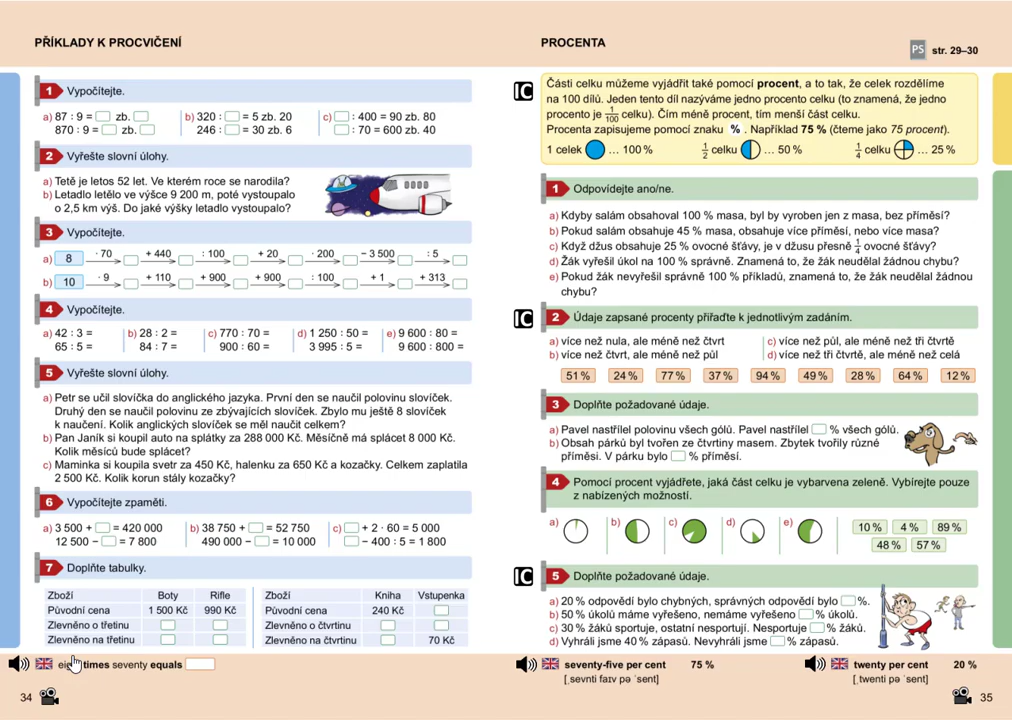 PŘÍKLADY K PROCVIČENÍ
1 Vypočítejte.
a) 87 : 9 = zb.
870 : 9 = zb.
b) 320 : = 5 zb. 20
246 : = 30 zb. 6
c) : 400 = 90 zb. 80
: 70 = 600 zb. 40
2 Vyřešte slovní úlohy.
a) Tetě je letos 52 let. Ve kterém roce se narodila?
b) Letadlo letělo ve výšce 9 200 m, poté vystoupalo
o 2,5 km výš. Do jaké výšky letadlo vystoupalo?
3 Vypočítejte.
a) 8 · 70 + 440 : 100 + 20 · 200 − 3 500 : 5
b) 10 · 9 + 110 + 900 + 900 : 100 + 1 + 313
4 Vypočítejte.
a) 42 : 3 =
65 : 5 =
b) 28 : 2 =
84 : 7 =
c) 770 : 70 =
900 : 60 =
d) 1 250 : 50 =
3 995 : 5 =
e) 9 600 : 80 =
9 600 : 800 =
5 Vyřešte slovní úlohy.
a) Petr se učil slovíčka do anglického jazyka. První den se naučil polovinu slovíček.
Druhý den se naučil polovinu ze zbývajících slovíček. Zbylo mu ještě 8 slovíček
k naučení. Kolik anglických slovíček se měl naučit celkem?
b) Pan Janík si koupil auto na splátky za 288 000 Kč. Měsíčně má splácet 8 000 Kč.
Kolik měsíců bude splácet?
c) Maminka si koupila svetr za 450 Kč, halenku za 650 Kč a kozačky. Celkem zaplatila
2 500 Kč. Kolik korun stály kozačky?
6 Vypočítejte zpaměti.
a) 3 500 + = 420 000
12 500 − = 7 800
b) 38 750 + = 52 750
490 000 − = 10 000
c) + 2 · 60 = 5 000
− 400 : 5 = 1 800
7 Doplňte tabulky.
Zboží Boty Rifle
Původní cena 1 500 Kč 990 Kč
Zlevněno o třetinu
Zlevněno na třetinu
Zboží Kniha Vstupenka
Původní cena 240 Kč
Zlevněno o čtvrtinu
Zlevněno na čtvrtinu 70 Kč
times seventy equals
34
PROCENTA
PS str. 29–30
IC
Části celku můžeme vyjádřit také pomocí procent, a to tak, že celek rozdělíme
na 100 dílů. Jeden tento díl nazýváme jedno procento celku (to znamená, že jedno
procento je 1/100 celku). Čím méně procent, tím menší část celku.
Procenta zapisujeme pomocí znaku %. Například 75 % (čteme jako 75 procent).
1 celek … 100 % 1/2 celku … 50 % 1/4 celku … 25 %
1 Odpovídejte ano/ne.
a) Kdyby salám obsahoval 100 % masa, byl by vyroben jen z masa, bez příměsí?
b) Pokud salám obsahuje 45 % masa, obsahuje více příměsí, nebo více masa?
c) Když džus obsahuje 25 % ovocné šťávy, je v džusu přesně 1/4 ovocné šťávy?
d) Žák vyřešil úkol na 100 % správně. Znamená to, že žák neudělal žádnou chybu?
e) Pokud žák nevyřešil správně 100 % příkladů, znamená to, že žák neudělal žádnou
chybu?
IC
2 Údaje zapsané procenty přiřaďte k jednotlivým zadáním.
a) více než nula, ale méně než čtvrt
b) více než čtvrt, ale méně než půl
c) více než půl, ale méně než tři čtvrtě
d) více než tři čtvrtě, ale méně než celá
51 % 24 % 77 % 37 % 94 % 49 % 28 % 64 % 12 %
3 Doplňte požadované údaje.
a) Pavel nastřílel polovinu všech gólů. Pavel nastřílel % všech gólů.
b) Obsah párků byl tvořen ze čtvrtiny masem. Zbytek tvořily různé
příměsi. V párku bylo % příměsí.
4 Pomocí procent vyjádřete, jaká část celku je vybarvena zeleně. Vybírejte pouze
z nabízených možností.
a) b) c) d) e)
10 % 4 % 89 %
48 % 57 %
IC
5 Doplňte požadované údaje.
a) 20 % odpovědí bylo chybných, správných odpovědí bylo %.
b) 50 % úkolů máme vyřešeno, nemáme vyřešeno % úkolů.
c) 30 % žáků sportuje, ostatní nesportují. Nesportuje % žáků.
d) Vyhráli jsme 40 % zápasů. Nevyhráli jsme % zápasů.
seventy-five per cent 75 %
[ˌsevnti faɪv pə ˈsent]
twenty per cent 20 %
[ˌtwenti pə ˈsent]
35